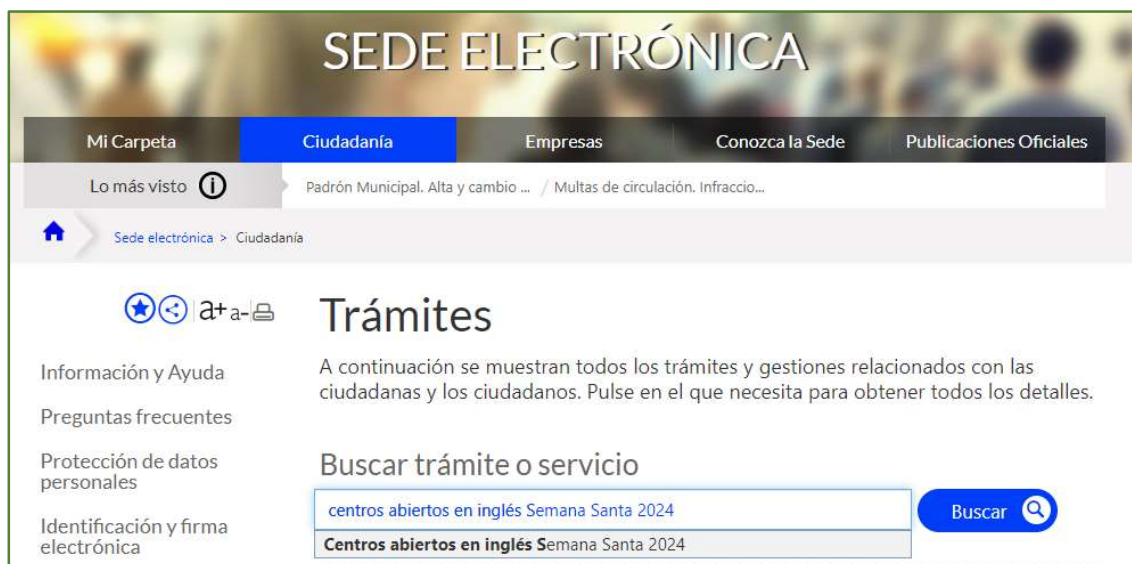 SEDE ELECTRÓNICA
Mi Carpeta
Ciudadanía
Empresas
Conozca la Sede
Publicaciones Oficiales
Lo más visto
Padrón Municipal. Alta y cambio ... / Multas de circulación. Infraccio...
Sede electrónica > Ciudadanía
a+ a-
Trámites
A continuación se muestran todos los trámites y gestiones relacionados con las
ciudadanas y los ciudadanos. Pulse en el que necesita para obtener todos los detalles.
Información y Ayuda
Preguntas frecuentes
Protección de datos
personales
Identificación y firma
electrónica
Buscar trámite o servicio
centros abiertos en inglés Semana Santa 2024
Buscar
Centros abiertos en inglés Semana Santa 2024